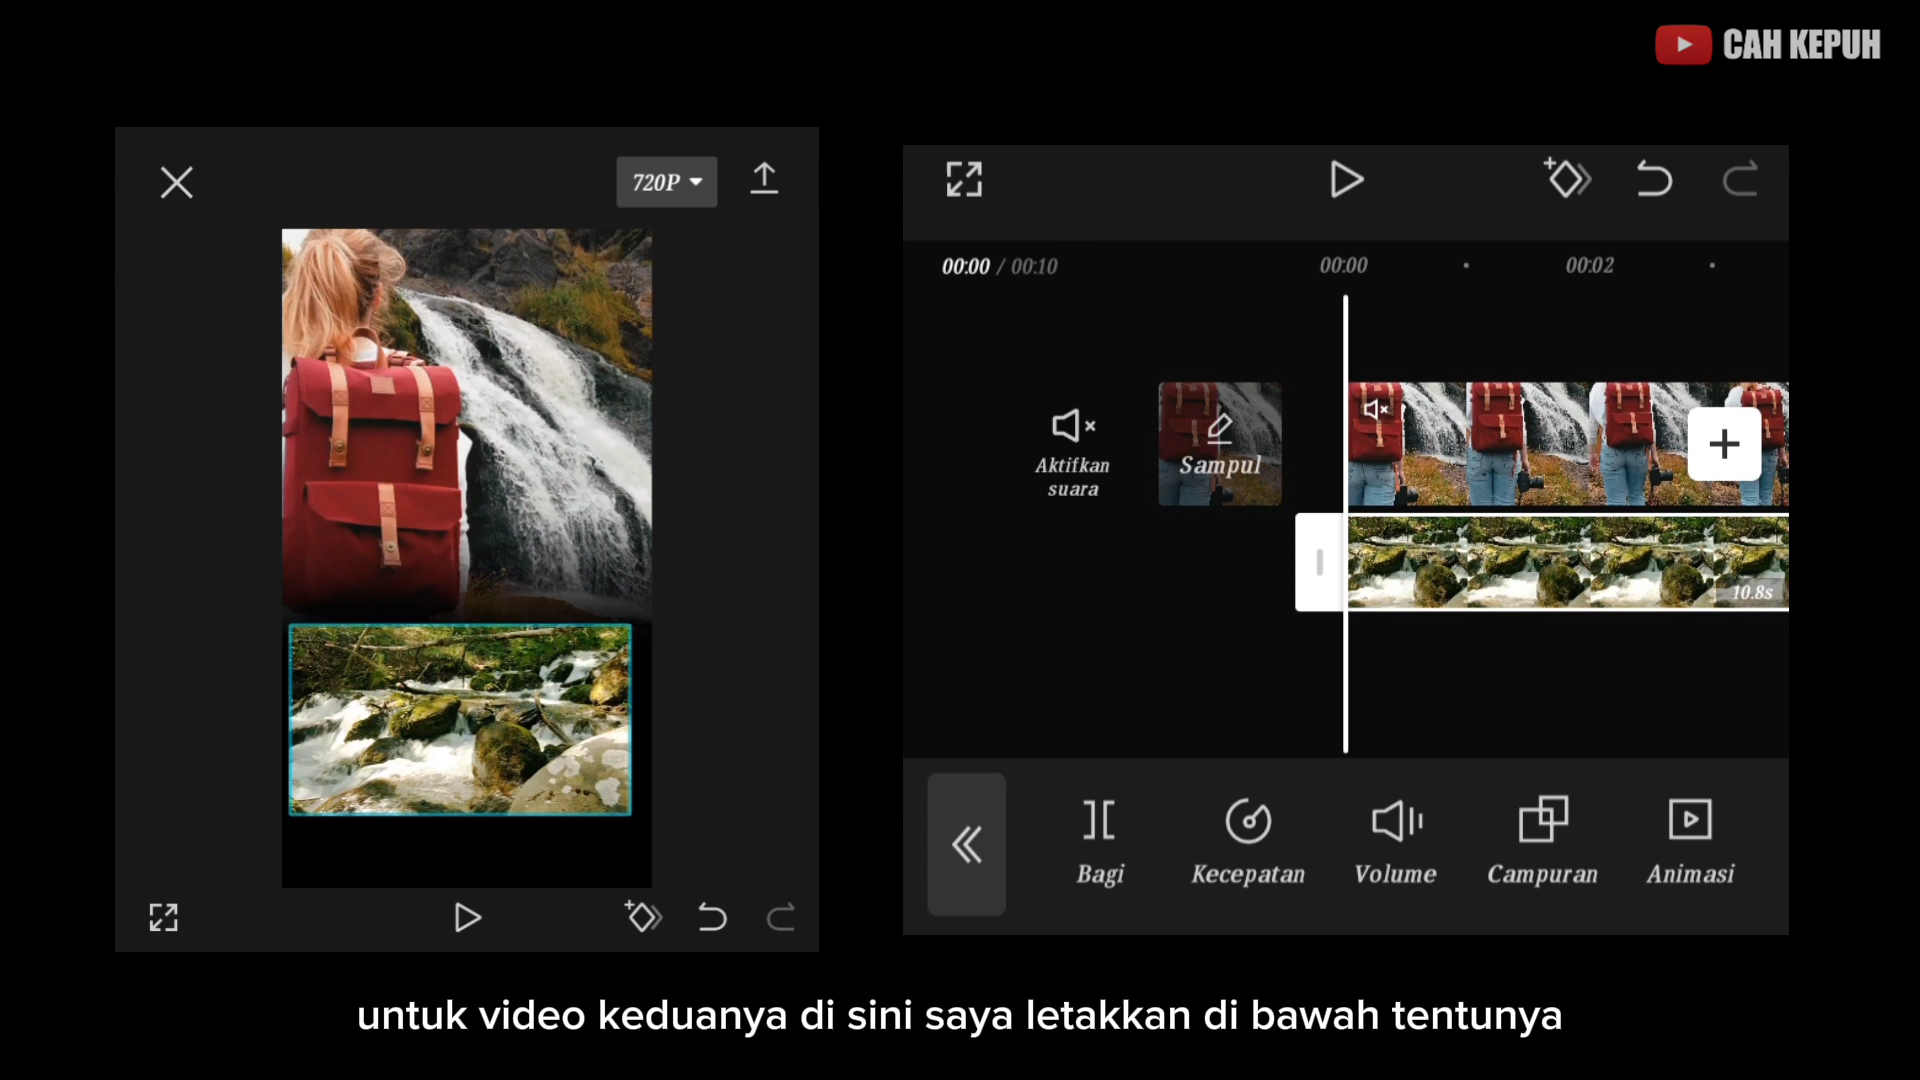 CAH KEPUH
720P
00:00 / 00:10
00:00
00:02
Aktifkan
suara
Sampul
10.8s
Bagi
Kecepatan
Volume
Campuran
Animasi
untuk video keduanya di sini saya letakkan di bawah tentunya